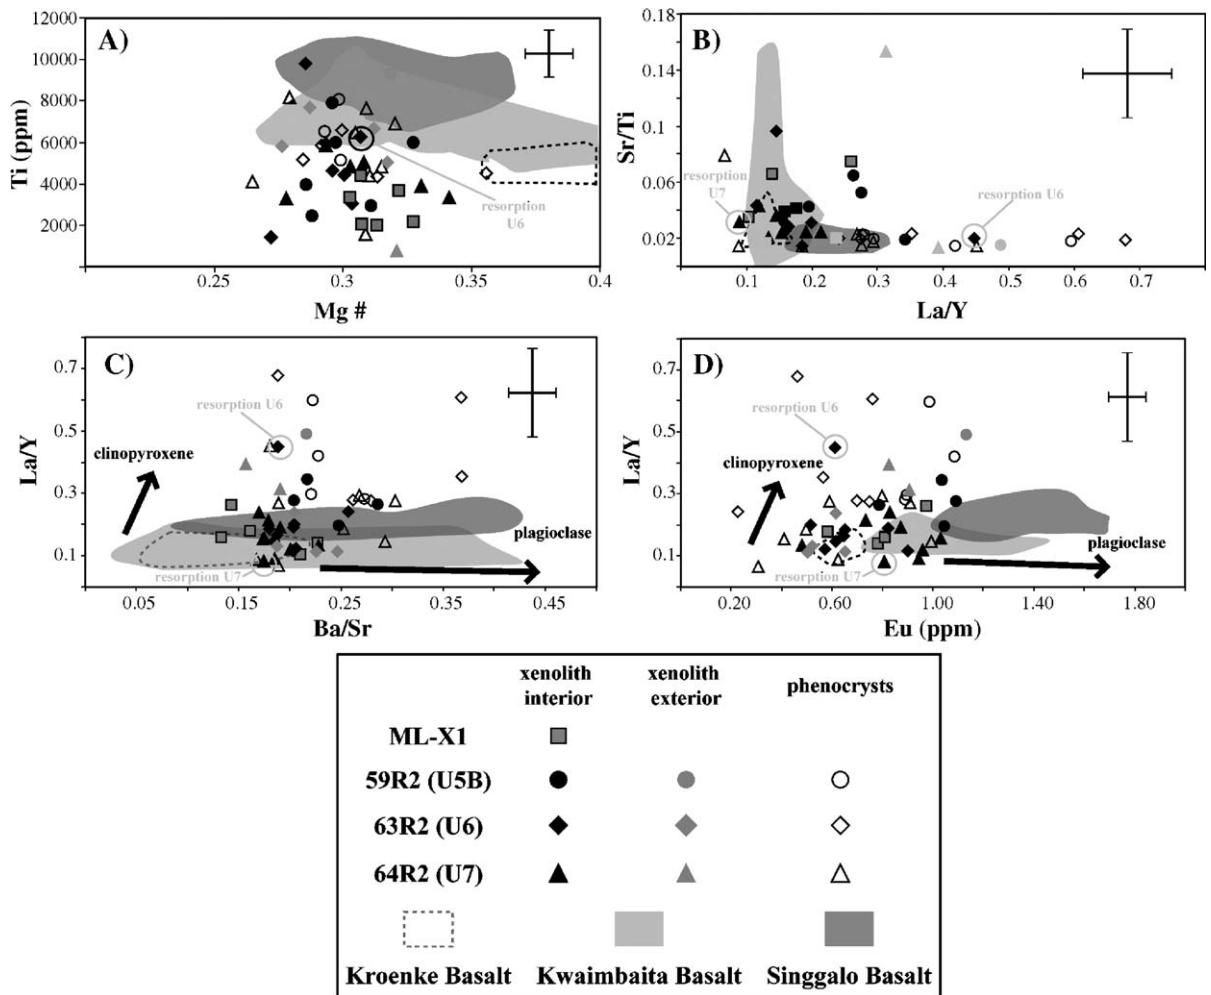 A)
12000
10000
8000
6000
4000
2000
Ti (ppm)
resorption
U6
0.25
0.3
0.35
0.4
Mg #
B)
0.18
0.14
0.1
0.06
0.02
Sr/Ti
resorption
U7
resorption U6
0.1
0.2
0.3
0.4
0.5
0.6
0.7
La/Y
C)
0.7
0.5
0.3
0.1
La/Y
resorption U6
clinopyroxene
plagioclase
resorption U7
0.05
0.15
0.25
0.35
0.45
Ba/Sr
D)
0.7
0.5
0.3
0.1
La/Y
resorption U6
clinopyroxene
plagioclase
resorption U7
0.20
0.60
1.00
1.40
1.80
Eu (ppm)
xenolith xenolith phenocrysts
interior exterior
ML-X1
59R2 (U5B)
63R2 (U6)
64R2 (U7)
Kroenke Basalt Kwaimbaita Basalt Singgalo Basalt